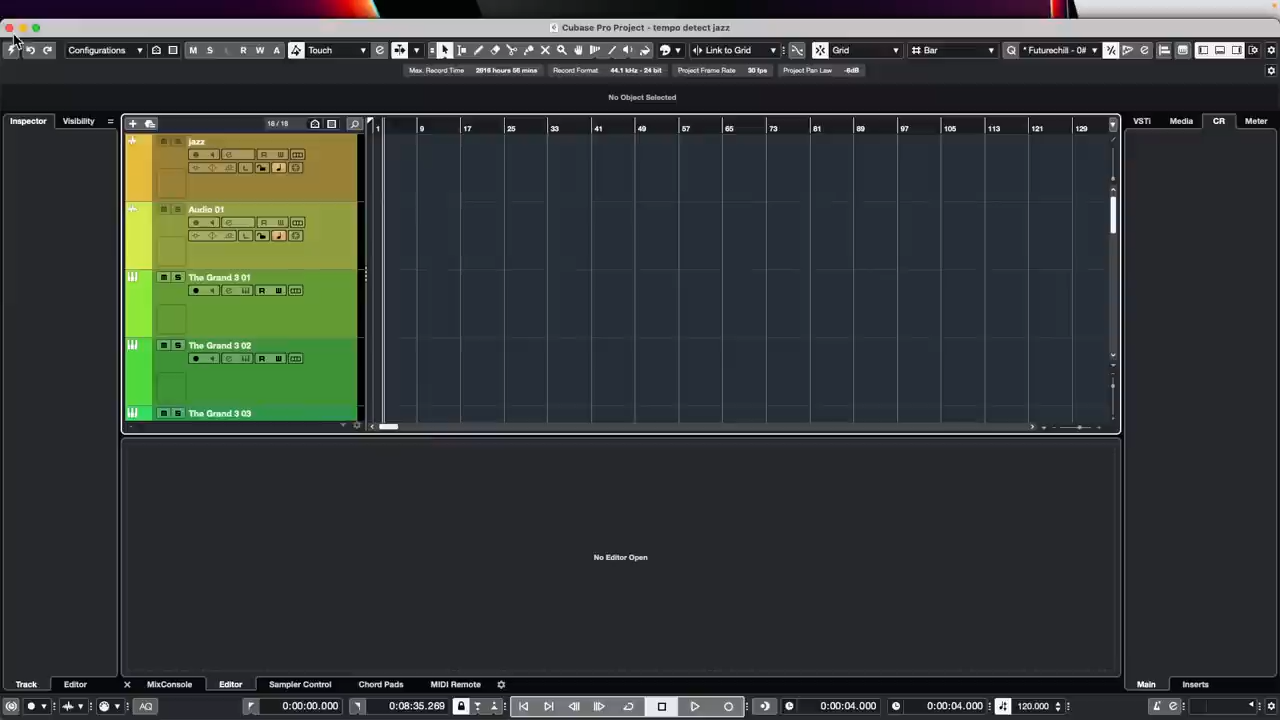 Cubase Pro Project - tempo detect jazz
Configurations M S L R W A Touch Link to Grid Grid Bar Q * Futurechill - 0#
Max. Record Time 2816 hours 56 mins Record Format 44.1 kHz - 24 bit Project Frame Rate 30 fps Project Pan Law -6dB
No Object Selected
Inspector Visibility 18 / 18 1 9 17 25 33 41 49 57 65 73 81 89 97 105 113 121 129 VSTi Media CR Meter
jazz
R W
L
Audio 01
R W
L
M S The Grand 3 01
R W
M S The Grand 3 02
R W
M S The Grand 3 03
No Editor Open
Track Editor MixConsole Editor Sampler Control Chord Pads MIDI Remote Main Inserts
AQ 0:00:00.000 0:08:35.269 0:00:04.000 0:00:04.000 120.000